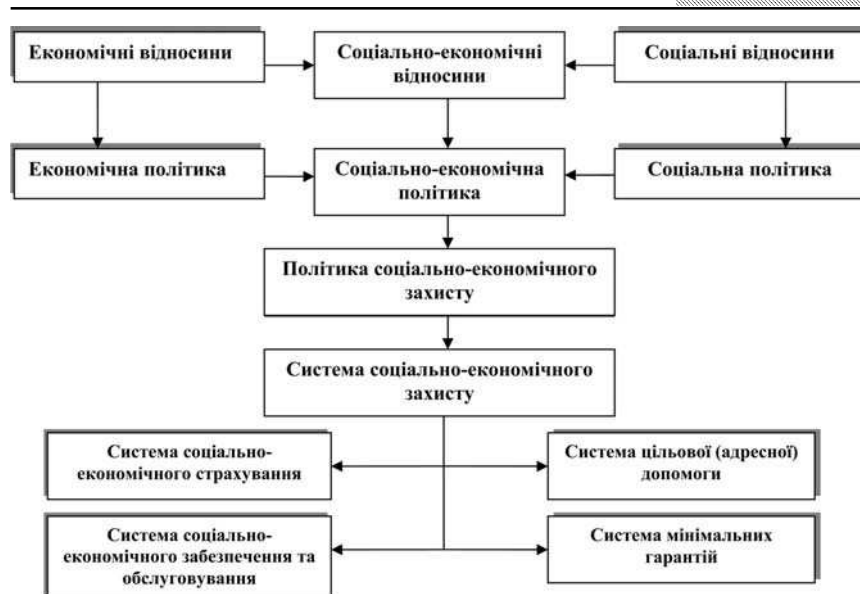 Економічні відносини
Соціально-економічні
відносини
Соціальні відносини
Економічна політика
Соціально-економічна
політика
Соціальна політика
Політика соціально-економічного
захисту
Система соціально-економічного
захисту
Система соціально-
економічного страхування
Система цільової (адресної)
допомоги
Система соціально-
економічного забезпечення та
обслуговування
Система мінімальних
гарантій